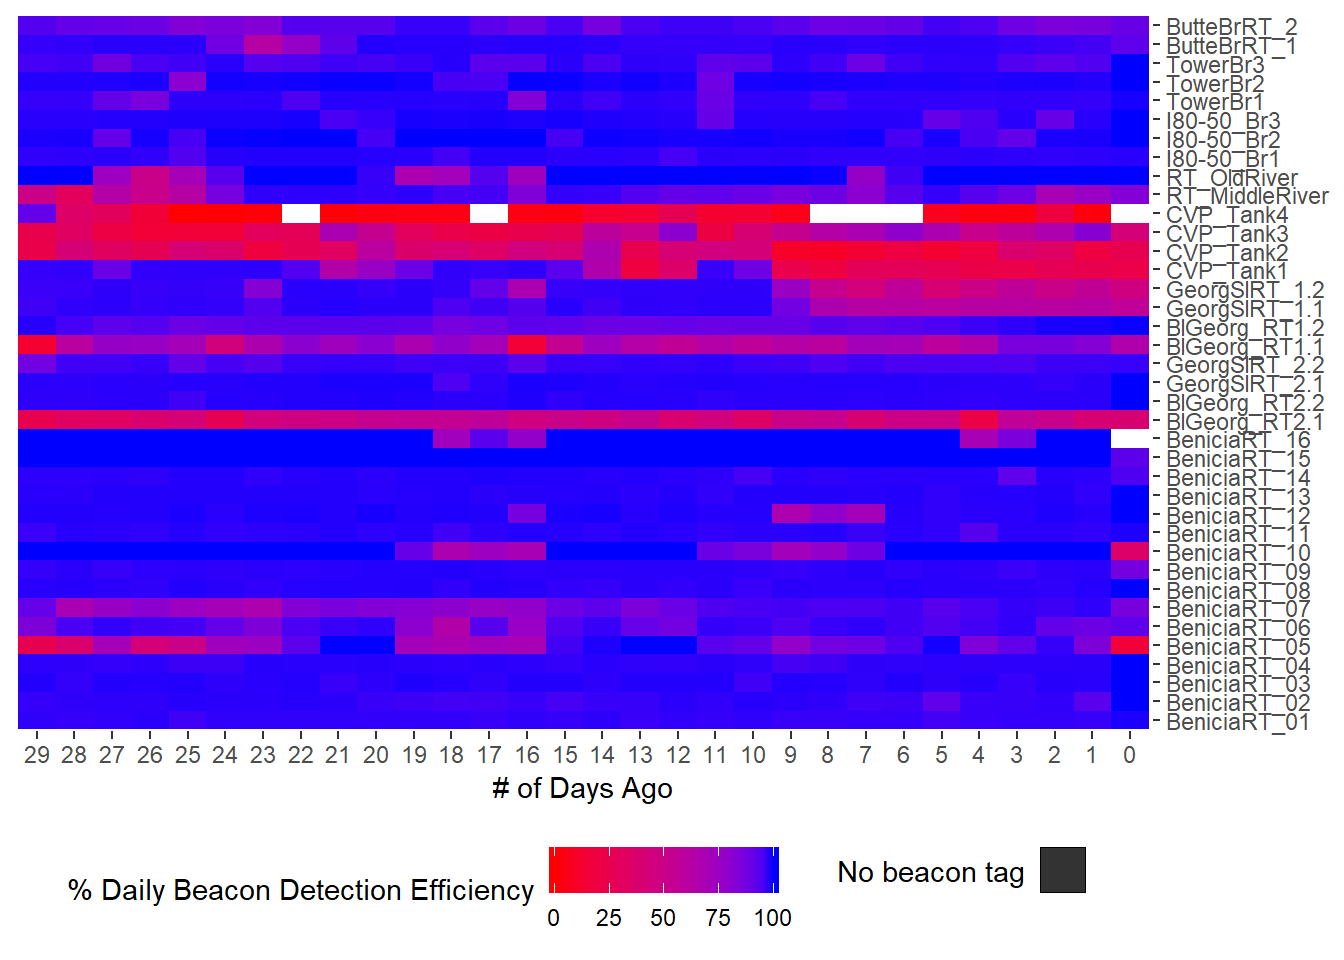 ButteBrRT_2
ButteBrRT_1
TowerBr3
TowerBr2
TowerBr1
I80-50_Br3
I80-50_Br2
I80-50_Br1
RT_OldRiver
RT_MiddleRiver
CVP_Tank4
CVP_Tank3
CVP_Tank2
CVP_Tank1
GeorgSlRT_1.2
GeorgSlRT_1.1
BlGeorg_RT1.2
BlGeorg_RT1.1
GeorgSlRT_2.2
GeorgSlRT_2.1
BlGeorg_RT2.2
BlGeorg_RT2.1
BeniciaRT_16
BeniciaRT_15
BeniciaRT_14
BeniciaRT_13
BeniciaRT_12
BeniciaRT_11
BeniciaRT_10
BeniciaRT_09
BeniciaRT_08
BeniciaRT_07
BeniciaRT_06
BeniciaRT_05
BeniciaRT_04
BeniciaRT_03
BeniciaRT_02
BeniciaRT_01
29 28 27 26 25 24 23 22 21 20 19 18 17 16 15 14 13 12 11 10 9 8 7 6 5 4 3 2 1 0
# of Days Ago
% Daily Beacon Detection Efficiency
0 25 50 75 100
No beacon tag